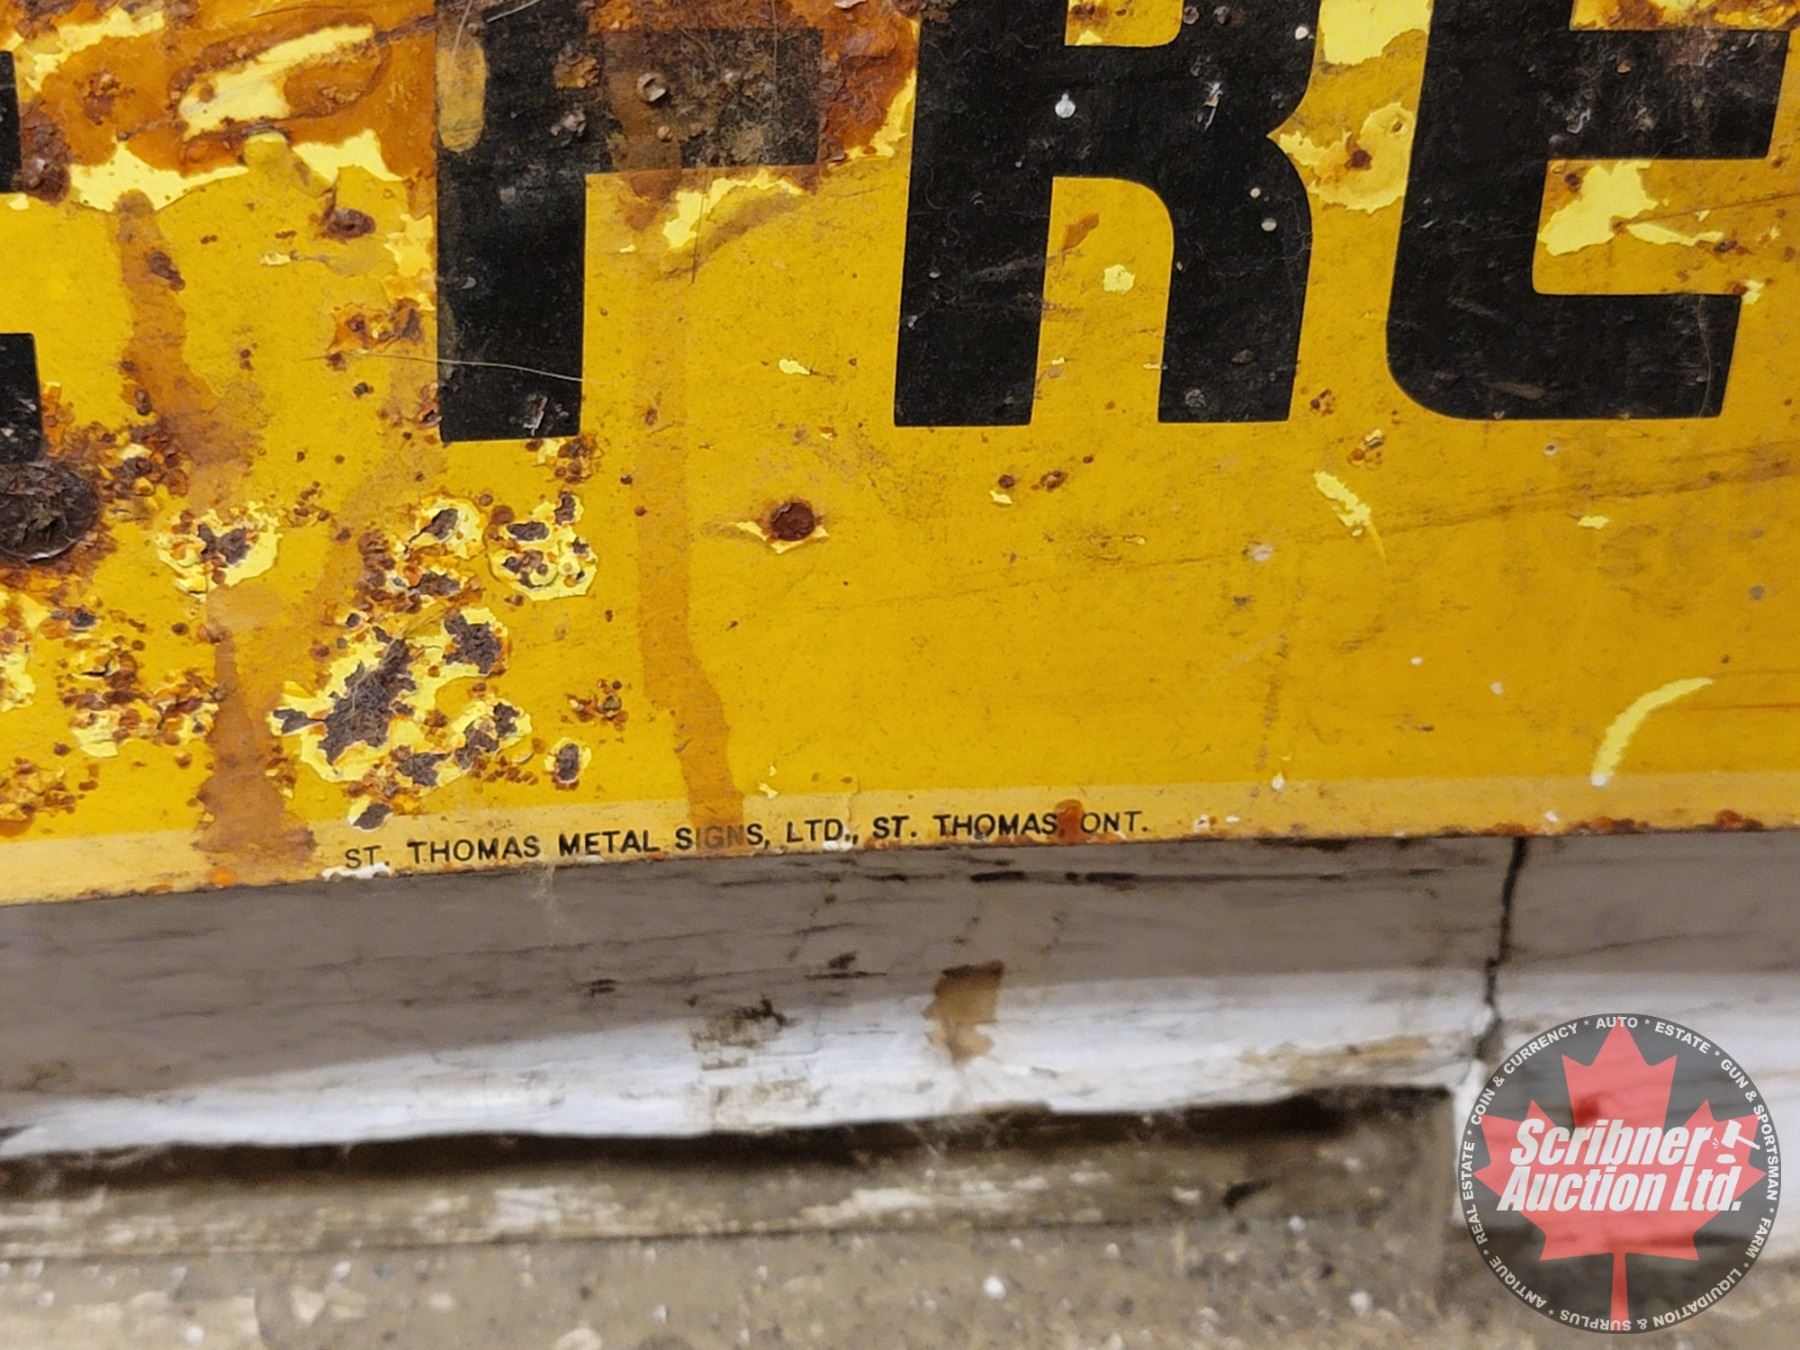 FRE
ST. THOMAS METAL SIGNS, LTD., ST. THOMAS, ONT.
COIN & CURRENCY * AUTO * ESTATE * GUN & SPORTSMAN * FARM * LIQUIDATION & SURPLUS * ANTIQUE * REAL ESTATE *
Scribner
Auction Ltd.